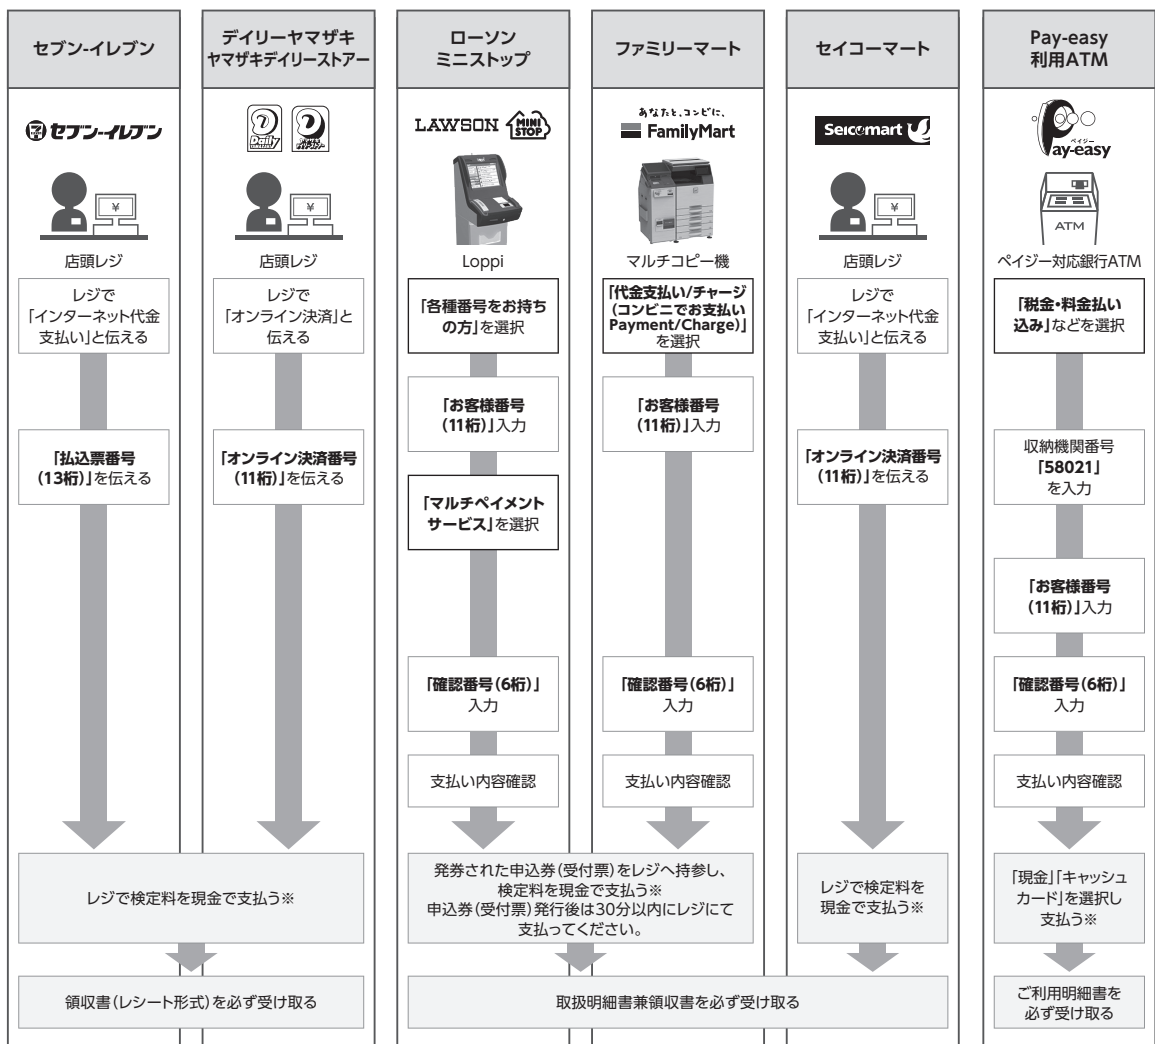 セブン-イレブン
デイリーヤマザキ
ヤマザキデイリーストアー
ローソン
ミニストップ
ファミリーマート
セイコーマート
Pay-easy
利用ATM
セブン-イレブン
Daily
LAWSON
MINI
STOP
あなたと、コンビに、
FamilyMart
Seicomart
ペイジー
Pay-easy
¥
¥
¥
ATM
店頭レジ
店頭レジ
Loppi
マルチコピー機
店頭レジ
ペイジー対応銀行ATM
レジで
「インターネット代金
支払い」と伝える
レジで
「オンライン決済」と
伝える
「各種番号をお持ち
の方」を選択
「代金支払い/チャージ
(コンビニでお支払い
Payment/Charge)」
を選択
レジで
「インターネット代金
支払い」と伝える
「税金・料金払い
込み」などを選択
「お客様番号
(11桁)」入力
「お客様番号
(11桁)」入力
「払込票番号
(13桁)」を伝える
「オンライン決済番号
(11桁)」を伝える
「マルチペイメント
サービス」を選択
「オンライン決済番号
(11桁)」を伝える
収納機関番号
「58021」
を入力
「お客様番号
(11桁)」入力
「確認番号(6桁)」
入力
「確認番号(6桁)」
入力
「確認番号(6桁)」
入力
支払い内容確認
支払い内容確認
支払い内容確認
レジで検定料を現金で支払う※
発券された申込券(受付票)をレジへ持参し、
検定料を現金で支払う※
申込券(受付票)発行後は30分以内にレジにて
支払ってください。
レジで検定料を
現金で支払う※
「現金」「キャッシュ
カード」を選択し
支払う※
領収書(レシート形式)を必ず受け取る
取扱明細書兼領収書を必ず受け取る
ご利用明細書を
必ず受け取る